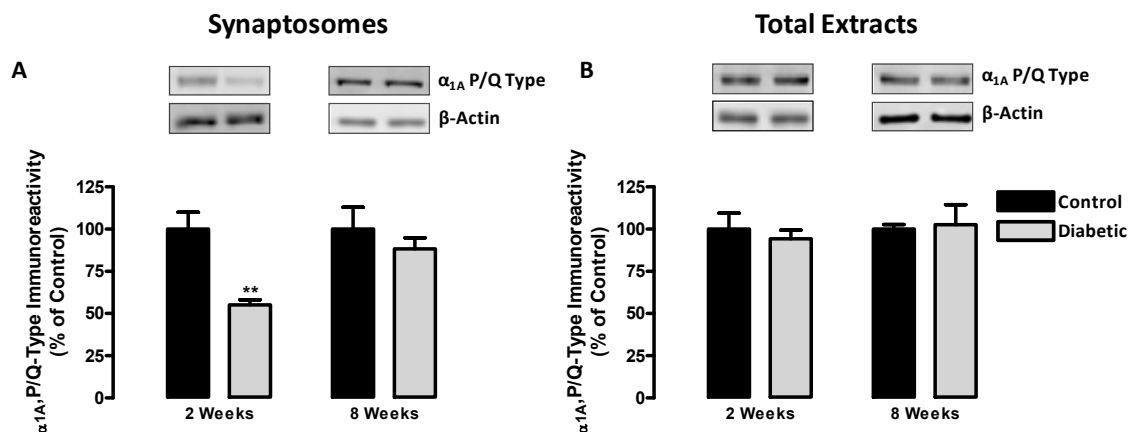 Synaptosomes
Total Extracts
A
α1A P/Q Type
β-Actin
α1A,P/Q-Type Immunoreactivity
(% of Control)
125
100
75
50
25
0
**
2 Weeks
8 Weeks
B
α1A P/Q Type
β-Actin
α1A,P/Q-Type Immunoreactivity
(% of Control)
125
100
75
50
25
0
2 Weeks
8 Weeks
Control
Diabetic